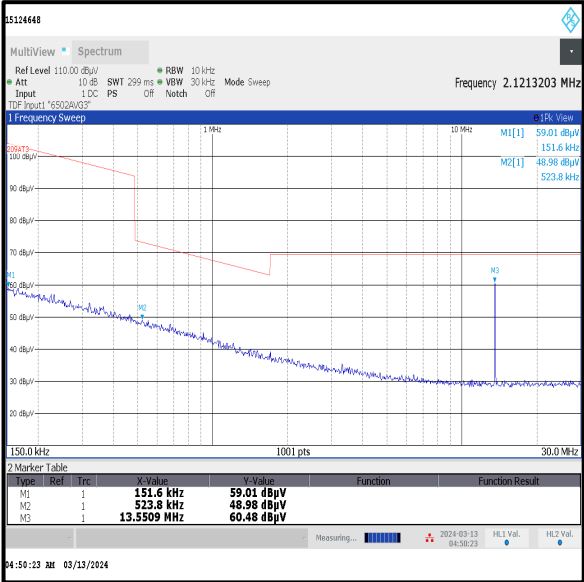 15124648
MultiView Spectrum
Ref Level 110.00 dBµV RBW 10 kHz
Att 10 dB SWT 299 ms VBW 30 kHz Mode Sweep Frequency 2.1213203 MHz
Input 1 DC PS Off Notch Off
TDF Input1 "6502AVG3"
1 Frequency Sweep 1Pk View
1 MHz 10 MHz M1[1] 59.01 dBµV
209AT3 151.6 kHz
100 dBµV M2[1] 48.98 dBµV
523.8 kHz
90 dBµV
80 dBµV
70 dBµV
M1 M3
60 dBµV
M2
50 dBµV
40 dBµV
30 dBµV
20 dBµV
150.0 kHz 1001 pts 30.0 MHz
2 Marker Table
Type Ref Trc X-Value Y-Value Function Function Result
M1 1 151.6 kHz 59.01 dBµV
M2 1 523.8 kHz 48.98 dBµV
M3 1 13.5509 MHz 60.48 dBµV
Measuring... 2024-03-13 HL1 Val. HL2 Val.
04:50:23
04:50:23 AM 03/13/2024